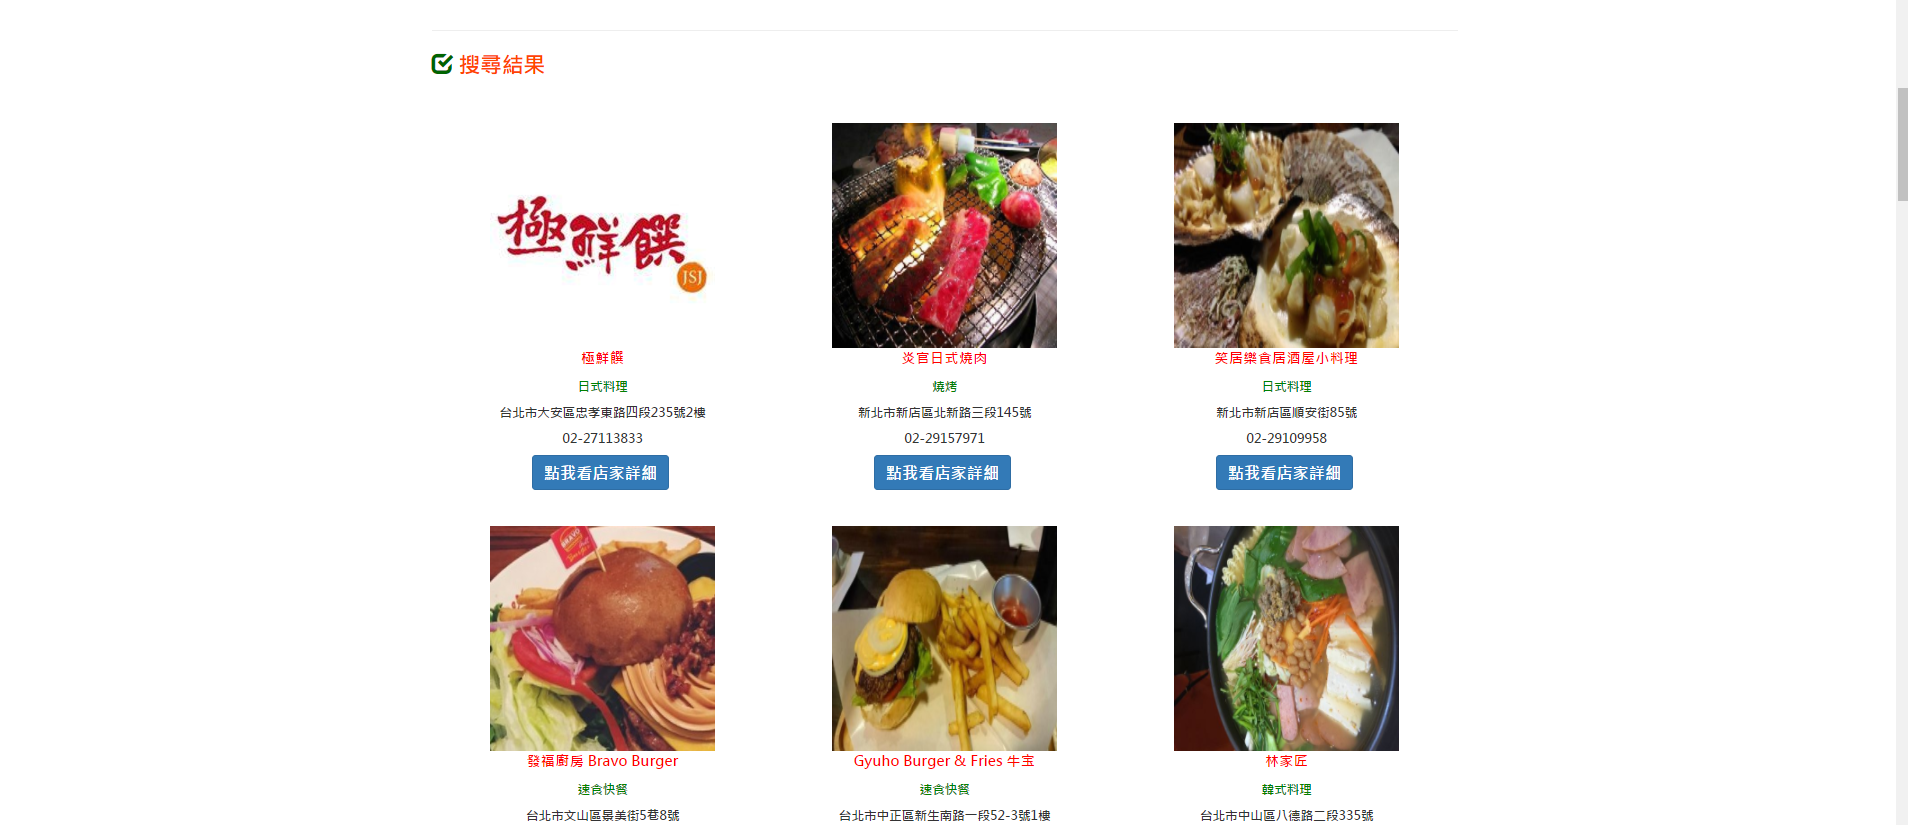 搜尋結果
極鮮饌
JSJ
極鮮饌
日式料理
台北市大安區忠孝東路四段235號2樓
02-27113833
點我看店家詳細
炎官日式燒肉
燒烤
新北市新店區北新路三段145號
02-29157971
點我看店家詳細
笑居樂食居酒屋小料理
日式料理
新北市新店區順安街85號
02-29109958
點我看店家詳細
發福廚房 Bravo Burger
速食快餐
台北市文山區景美街5巷8號
Gyuho Burger & Fries 牛宝
速食快餐
台北市中正區新生南路一段52-3號1樓
林家匠
韓式料理
台北市中山區八德路二段335號